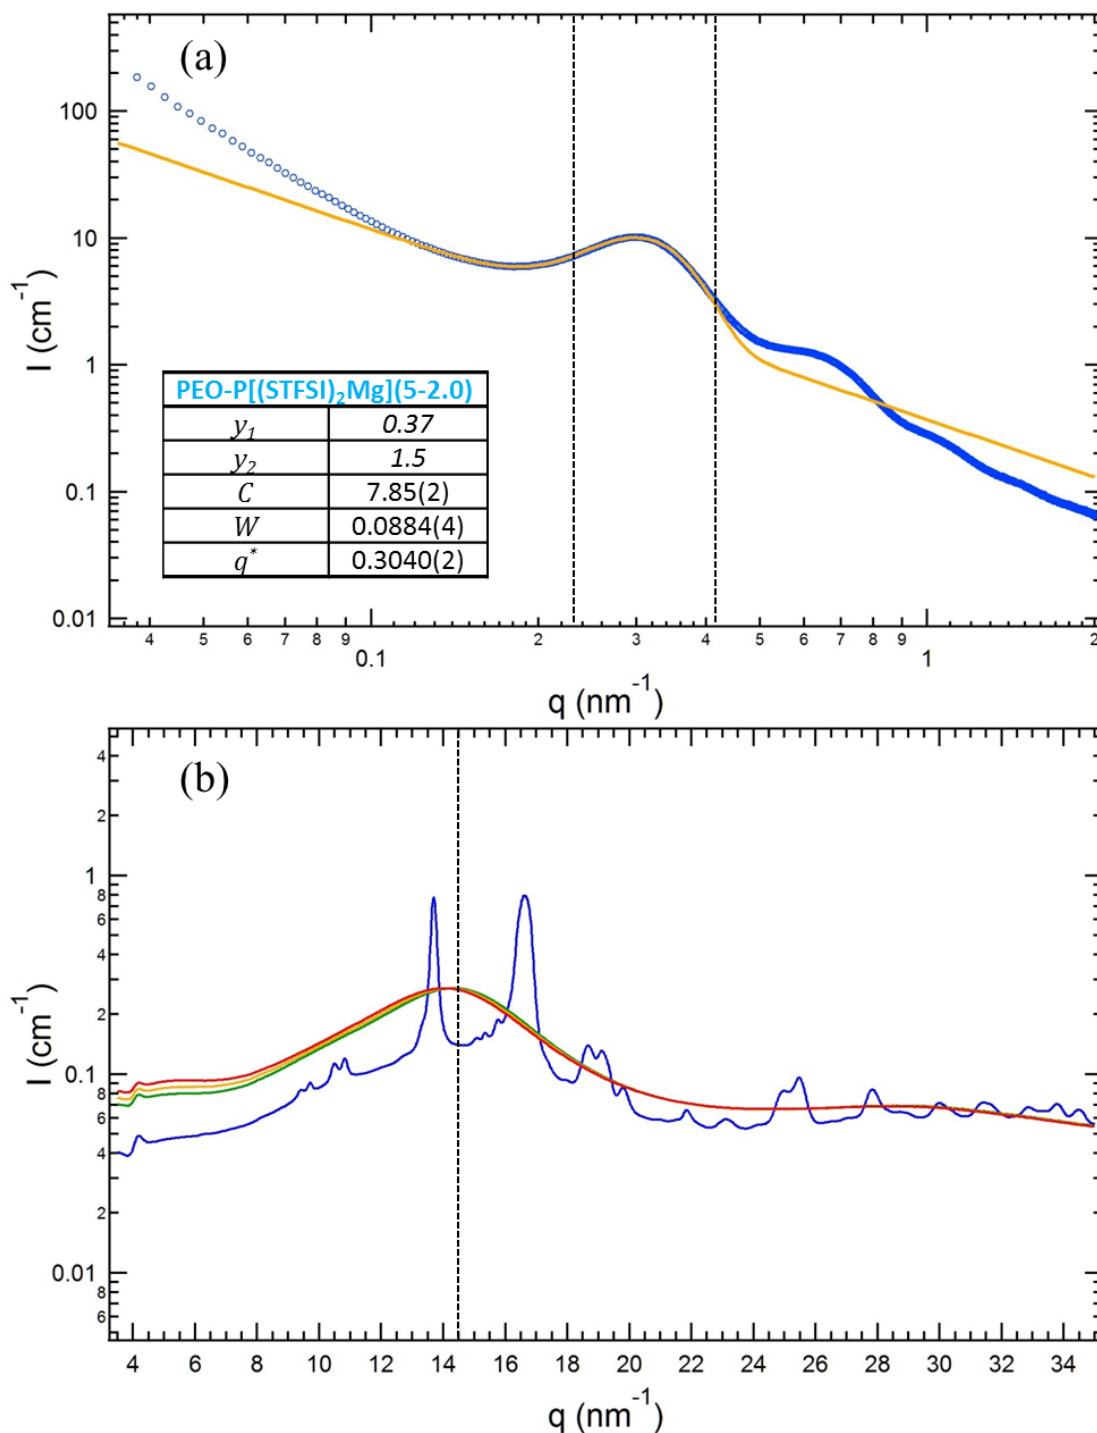 (a)
100
10
1
0.1
0.01
I (cm⁻¹)
PEO-P[(STFSI)₂Mg](5-2.0)
y₁ 0.37
y₂ 1.5
C 7.85(2)
W 0.0884(4)
q* 0.3040(2)
4 5 6 7 8 9 2 3 4 5 6 7 8 9 2
0.1 1
q (nm⁻¹)
(b)
4
2
1
8
6
4
2
0.1
8
6
4
2
0.01
8
6
I (cm⁻¹)
4 6 8 10 12 14 16 18 20 22 24 26 28 30 32 34
q (nm⁻¹)